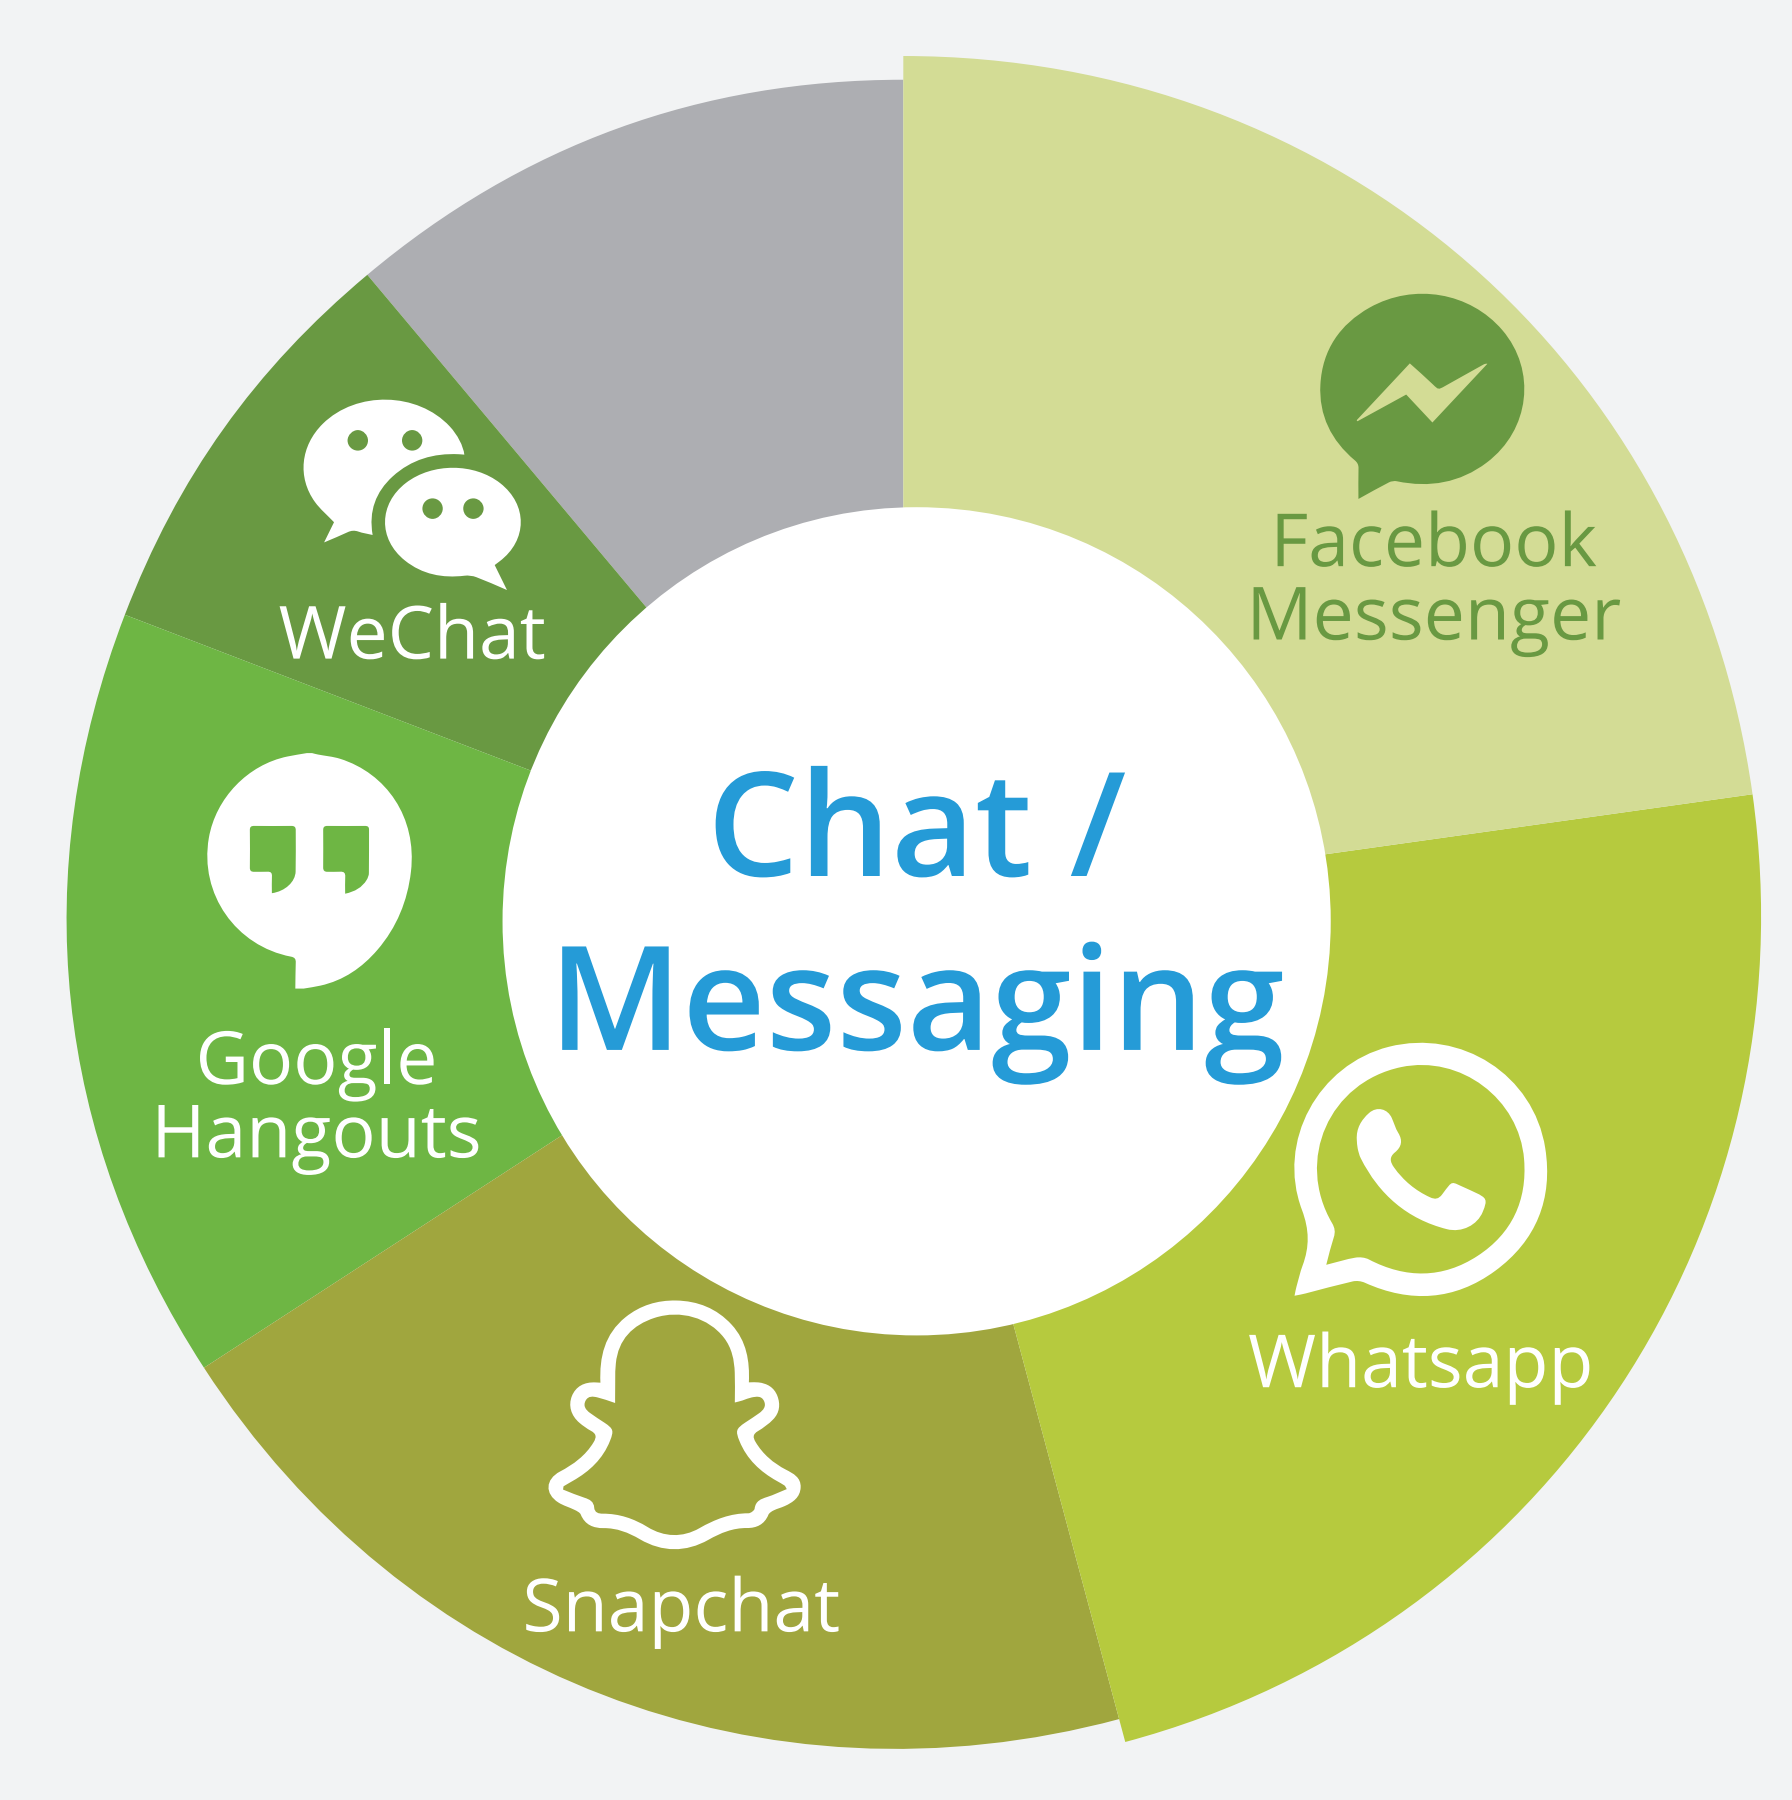 Facebook
Messenger
WeChat
Chat /
Messaging
Google
Hangouts
Whatsapp
Snapchat